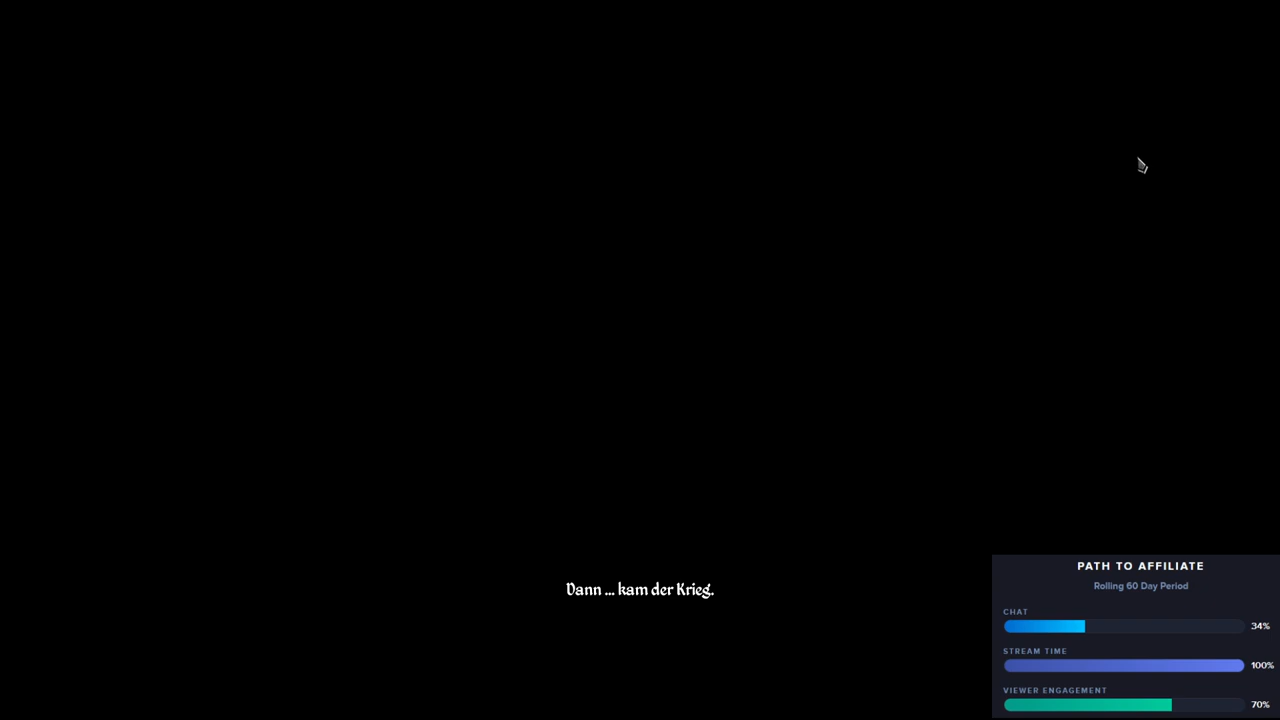 Dann ... kam der Krieg.
PATH TO AFFILIATE
Rolling 60 Day Period
CHAT
34%
STREAM TIME
100%
VIEWER ENGAGEMENT
70%